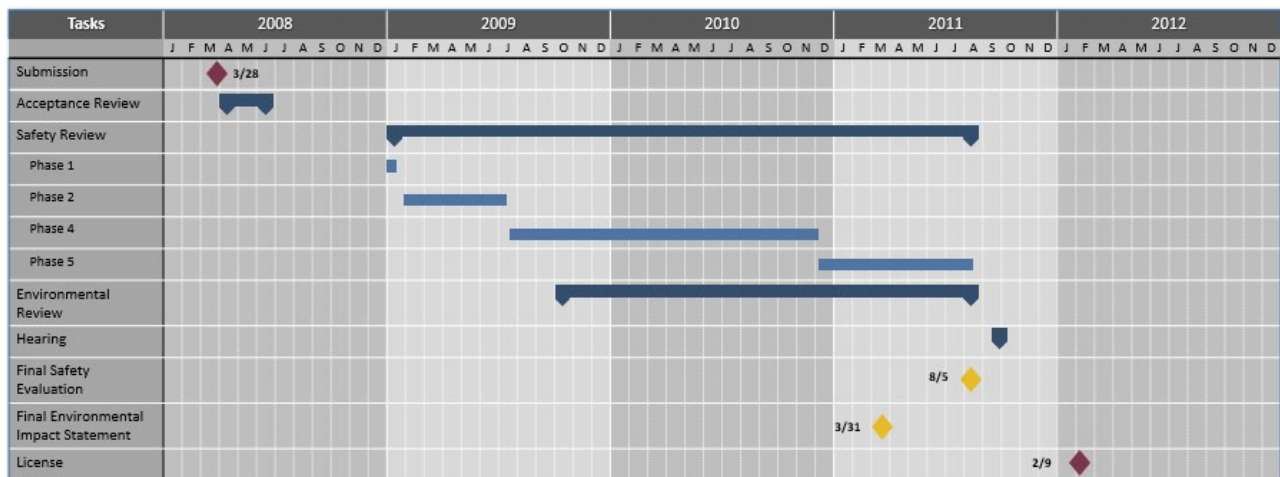 Tasks 2008 2009 2010 2011 2012
J F M A M J J A S O N D J F M A M J J A S O N D J F M A M J J A S O N D J F M A M J J A S O N D J F M A M J J A S O N D
Submission 3/28
Acceptance Review
Safety Review
Phase 1
Phase 2
Phase 4
Phase 5
Environmental
Review
Hearing
Final Safety
Evaluation 8/5
Final Environmental
Impact Statement 3/31
License 2/9